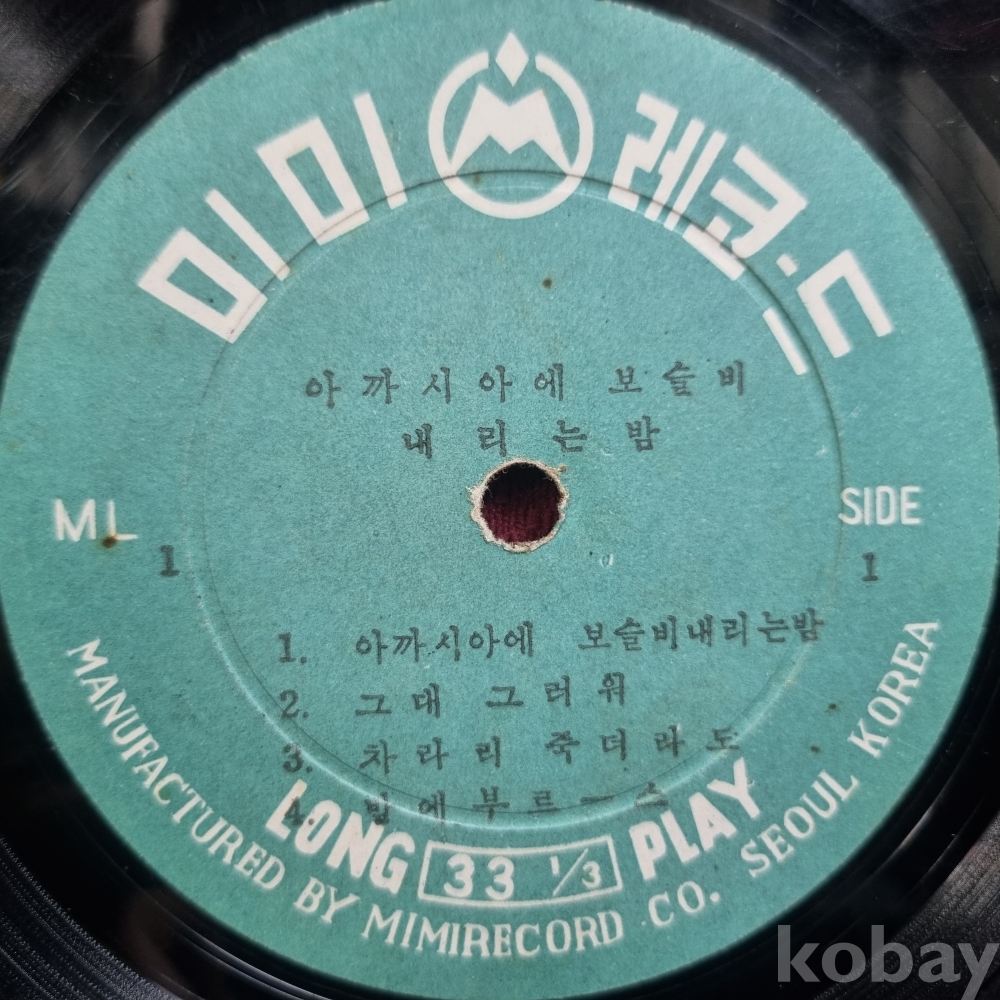 미미 M 레코-드
아까시아에 보슬비
내리는밤
ML
1
SIDE
1
1. 아까시아에 보슬비내리는밤
2. 그대 그러워
3. 차라리 죽더라도
4. 밤에부르-스
LONG 33 1/3 PLAY
MANUFACTURED BY MIMIRECORD CO. SEOUL KOREA
kobay